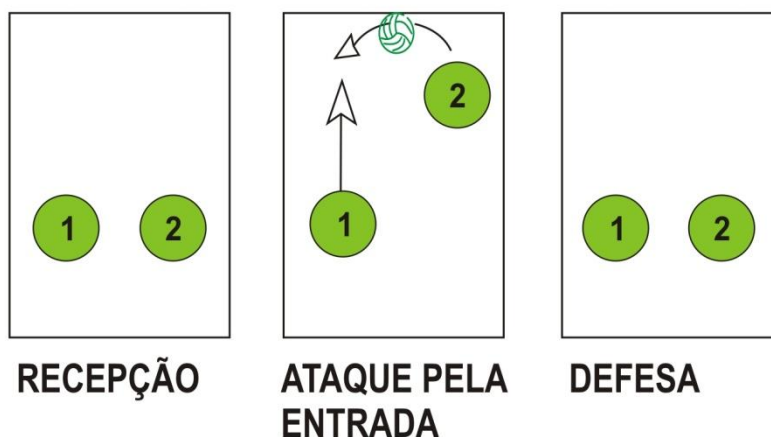 1 2
2
1
1 2
RECEPÇÃO
ATAQUE PELA
ENTRADA
DEFESA